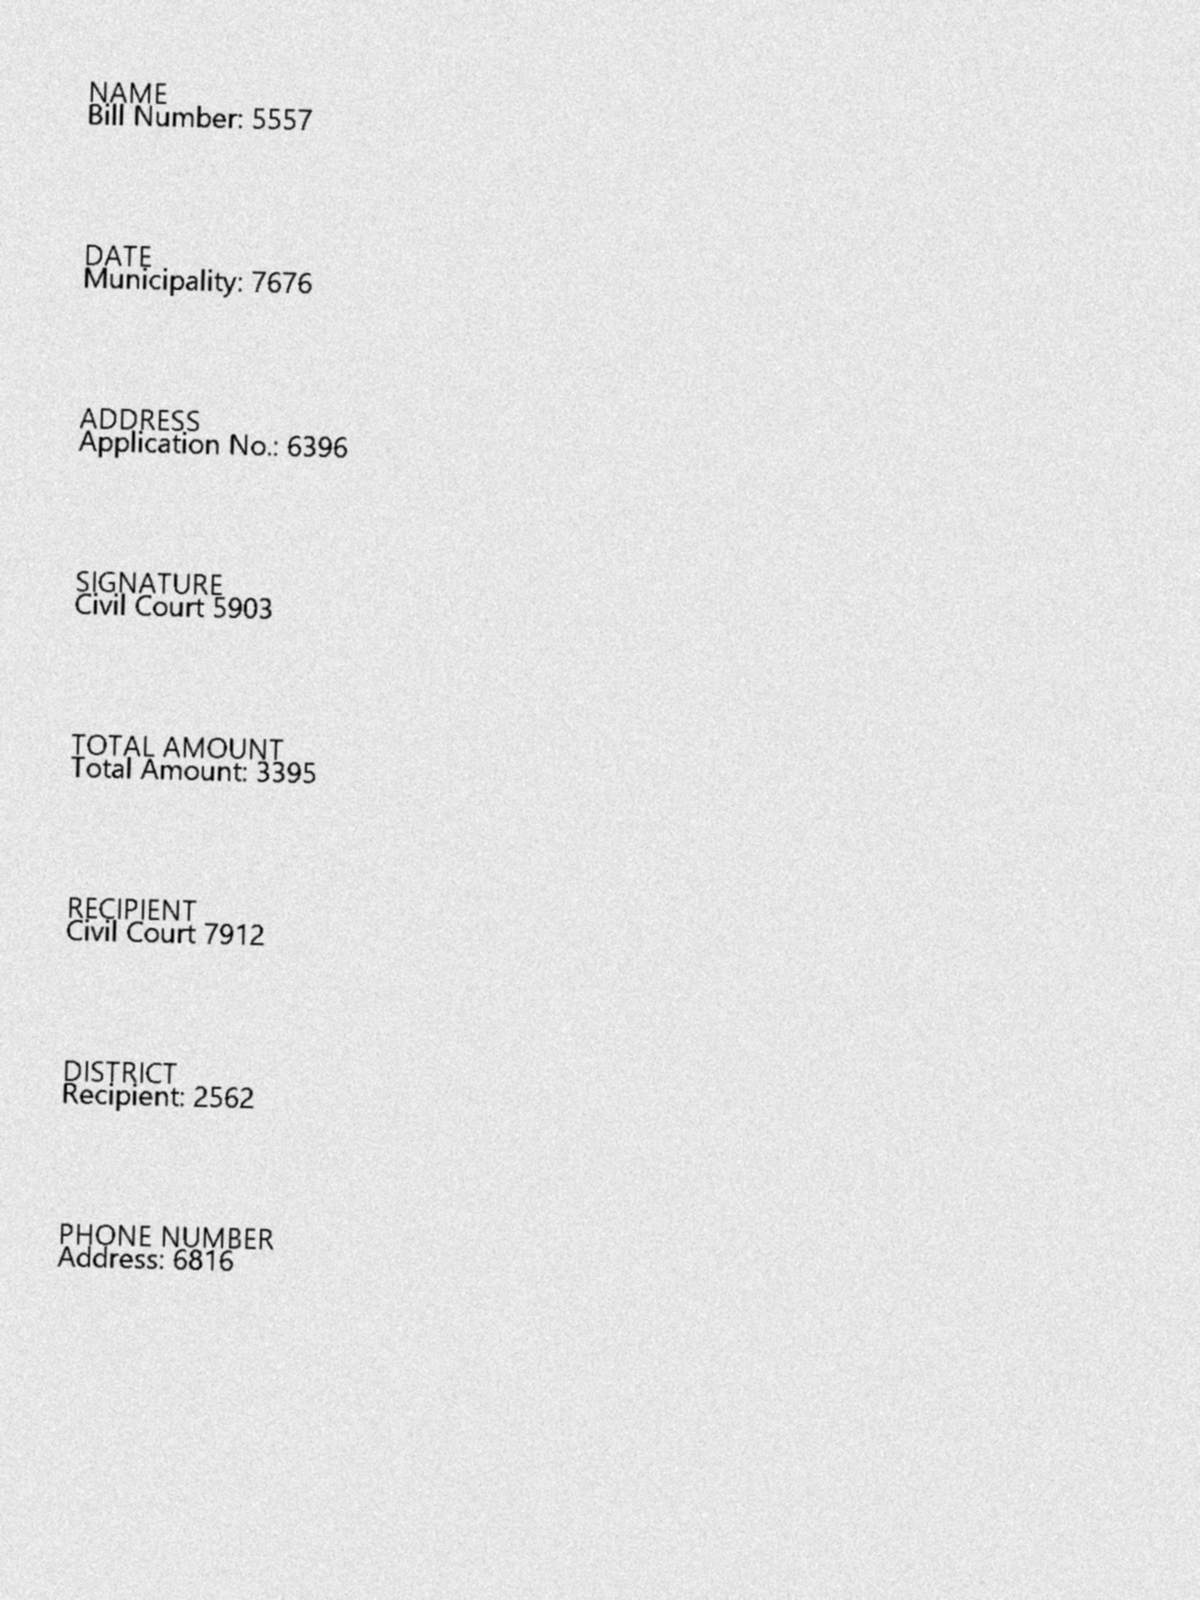 NAME
Bill Number: 5557
DATE
Municipality: 7676
ADDRESS
Application No.: 6396
SIGNATURE
Civil Court 5903
TOTAL AMOUNT
Total Amount: 3395
RECIPIENT
Civil Court 7912
DISTRICT
Recipient: 2562
PHONE NUMBER
Address: 6816